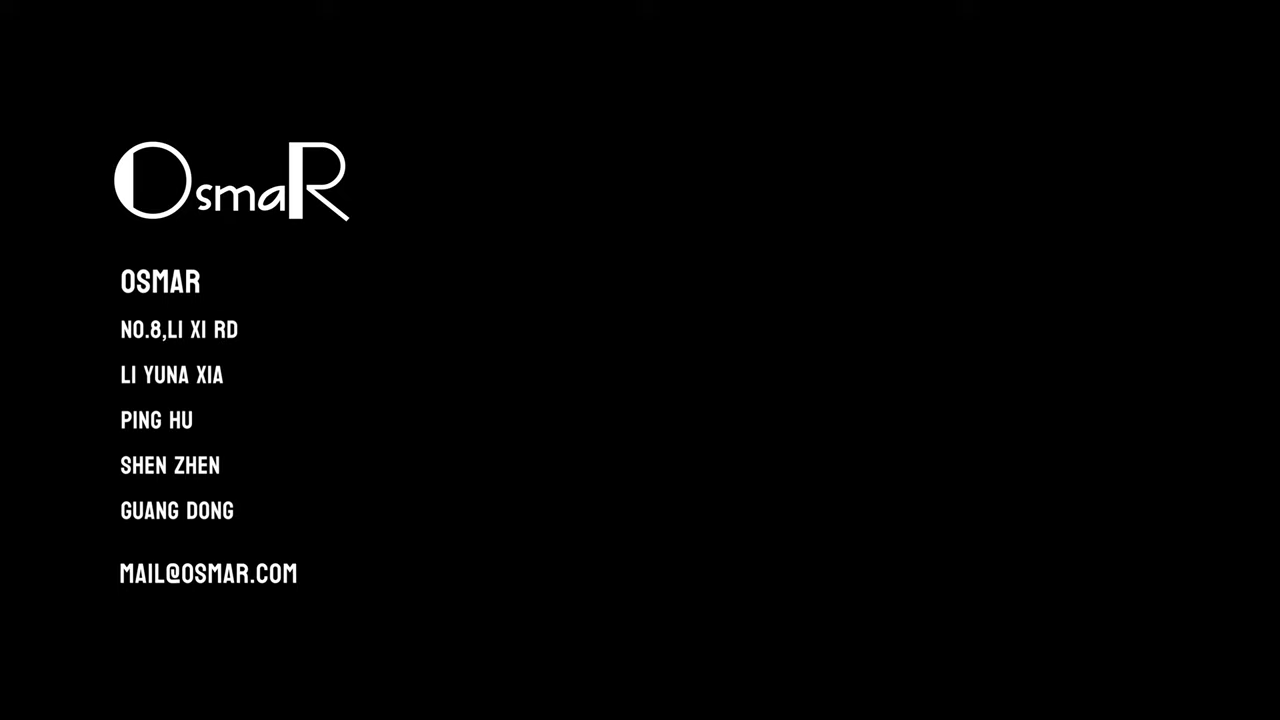 OsmaR
OSMAR
NO.8,LI XI RD
LI YUNA XIA
PING HU
SHEN ZHEN
GUANG DONG
MAIL@OSMAR.COM